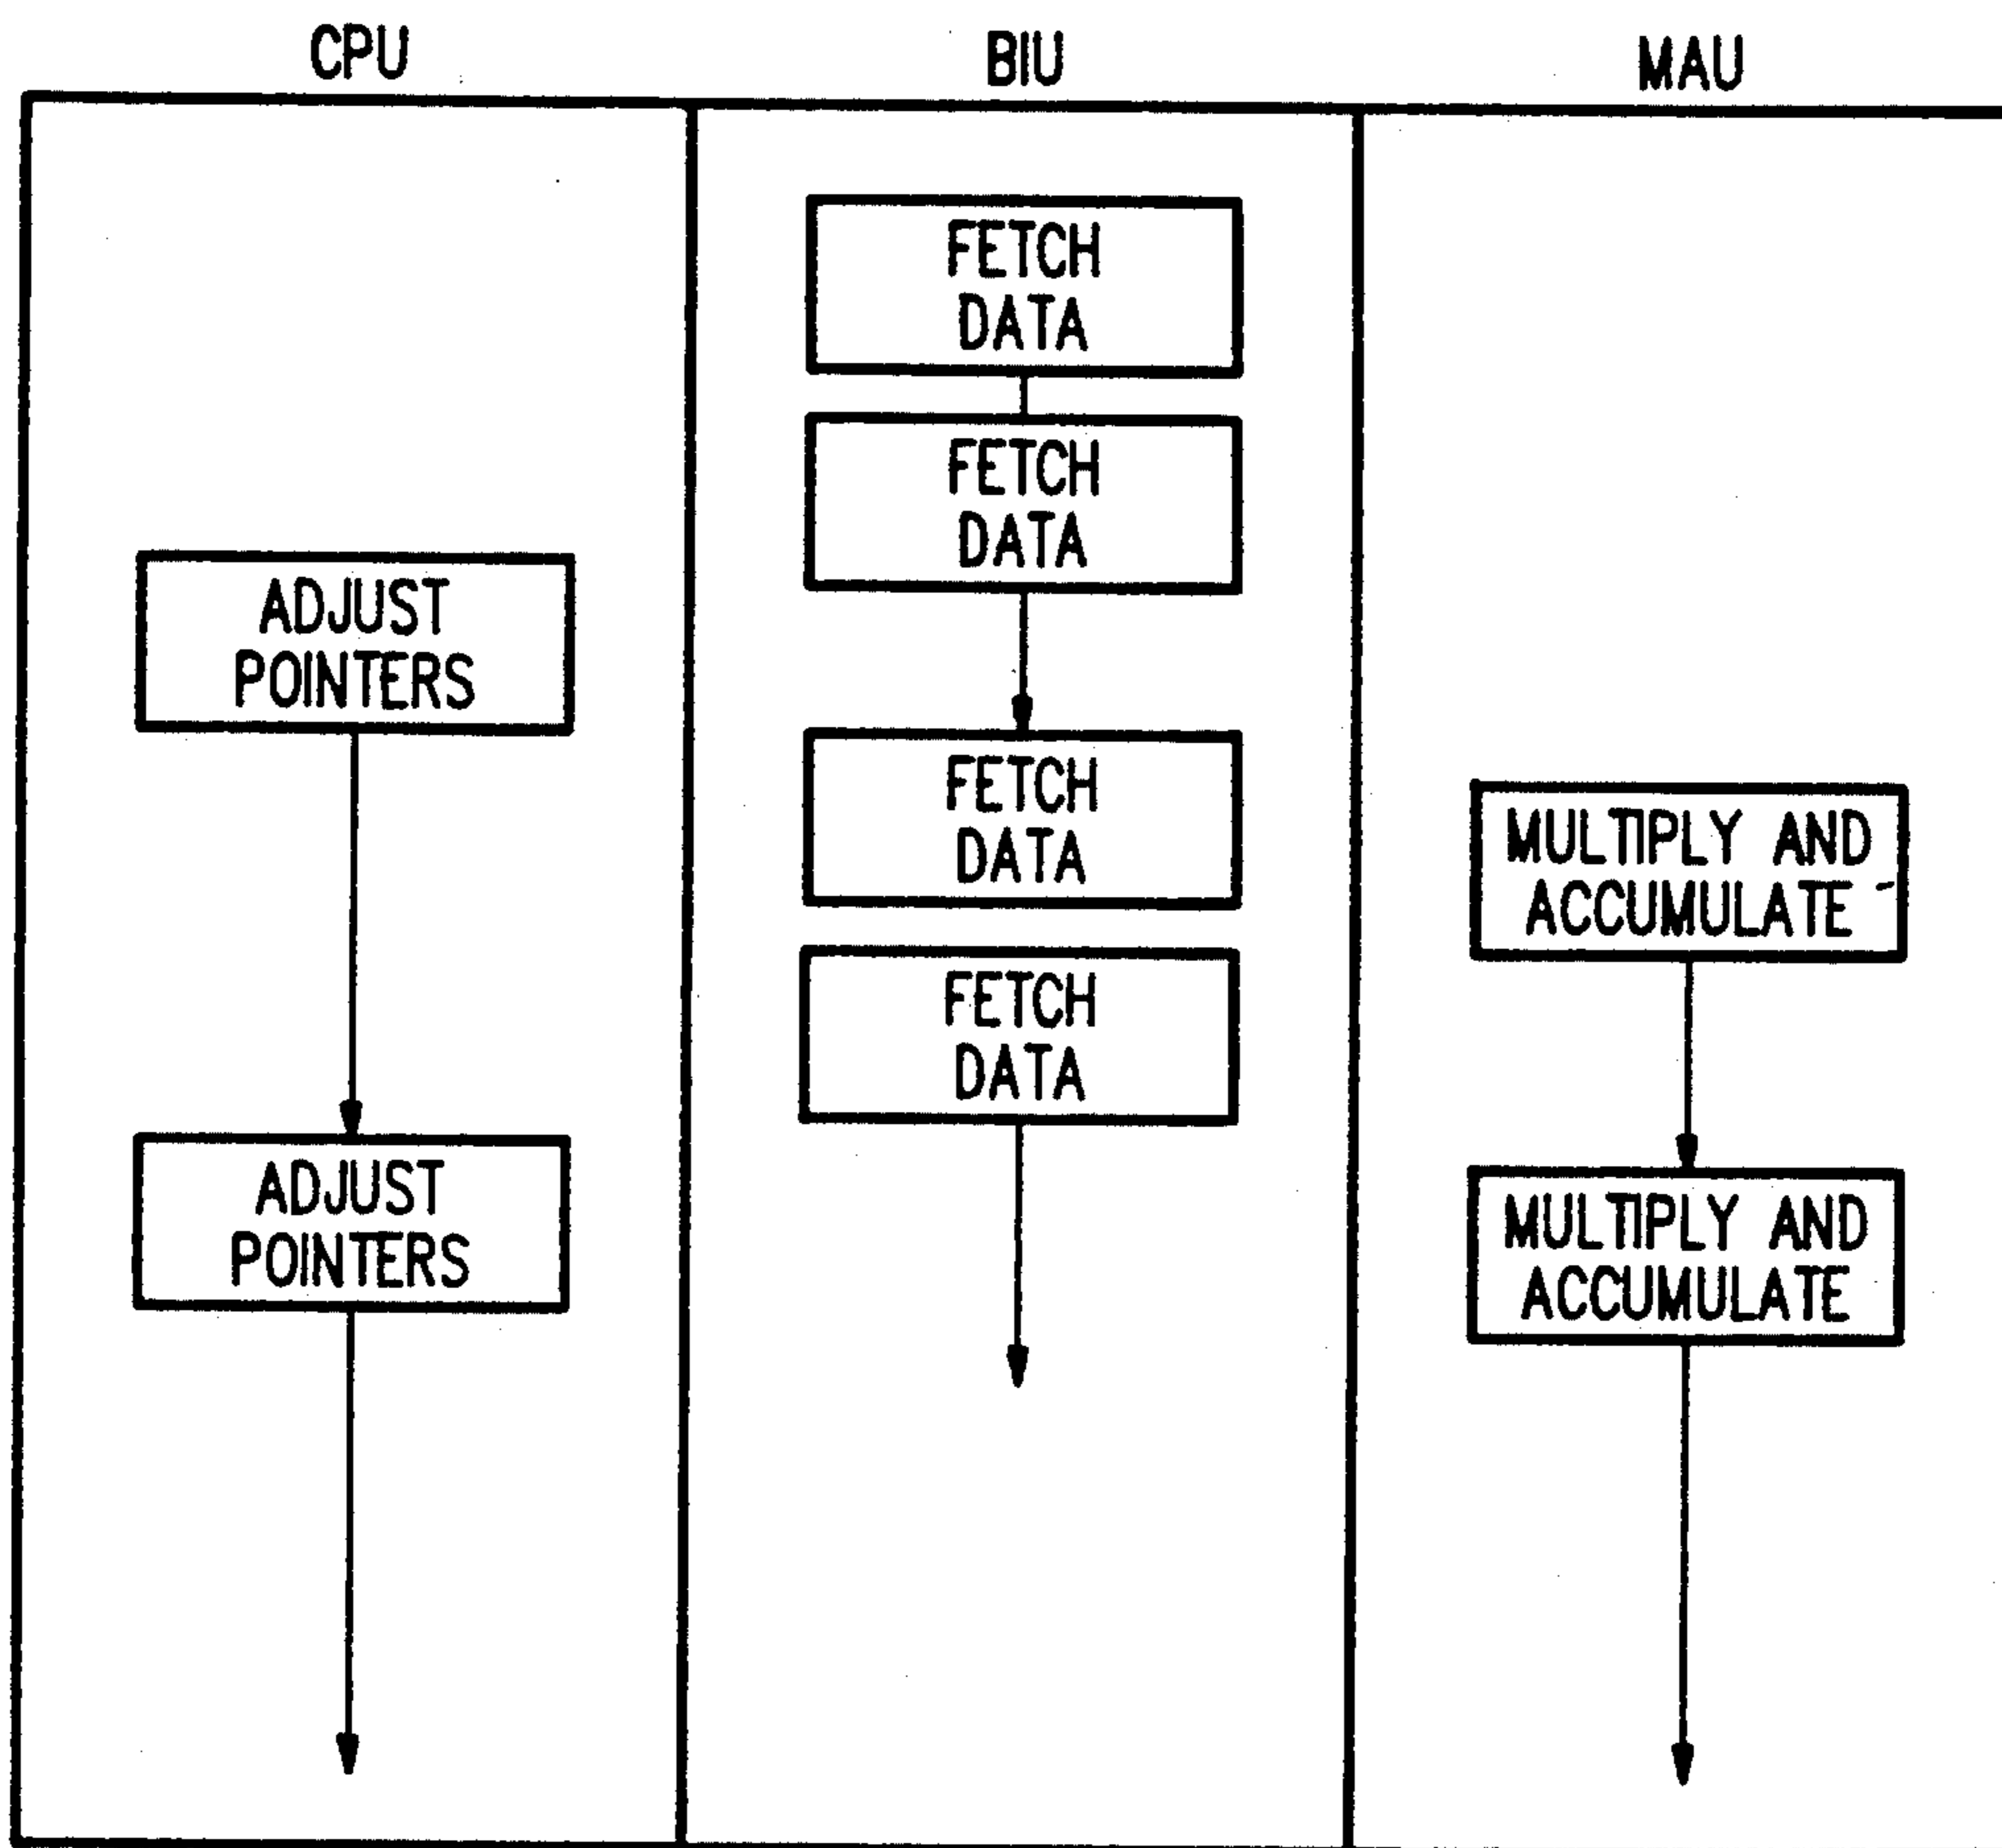 CPU
BIU
MAU
FETCH
DATA
FETCH
DATA
ADJUST
POINTERS
FETCH
DATA
MULTIPLY AND
ACCUMULATE
FETCH
DATA
ADJUST
POINTERS
MULTIPLY AND
ACCUMULATE